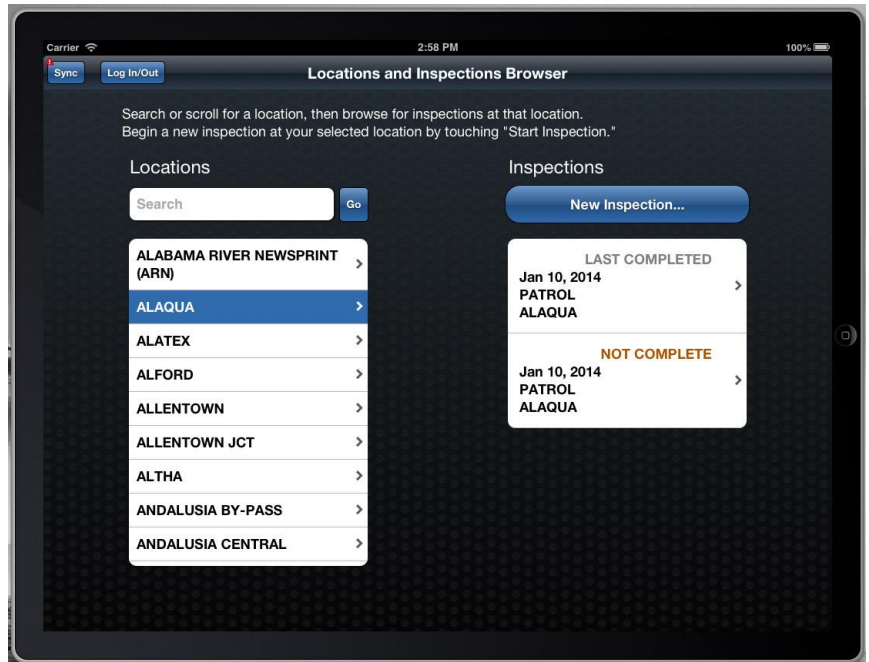 Carrier
2:58 PM
100%
!
Sync
Log In/Out
Locations and Inspections Browser
Search or scroll for a location, then browse for inspections at that location.
Begin a new inspection at your selected location by touching "Start Inspection."
Locations
Inspections
Search
Go
New Inspection...
ALABAMA RIVER NEWSPRINT
(ARN)
ALAQUA
ALATEX
ALFORD
ALLENTOWN
ALLENTOWN JCT
ALTHA
ANDALUSIA BY-PASS
ANDALUSIA CENTRAL
LAST COMPLETED
Jan 10, 2014
PATROL
ALAQUA
NOT COMPLETE
Jan 10, 2014
PATROL
ALAQUA